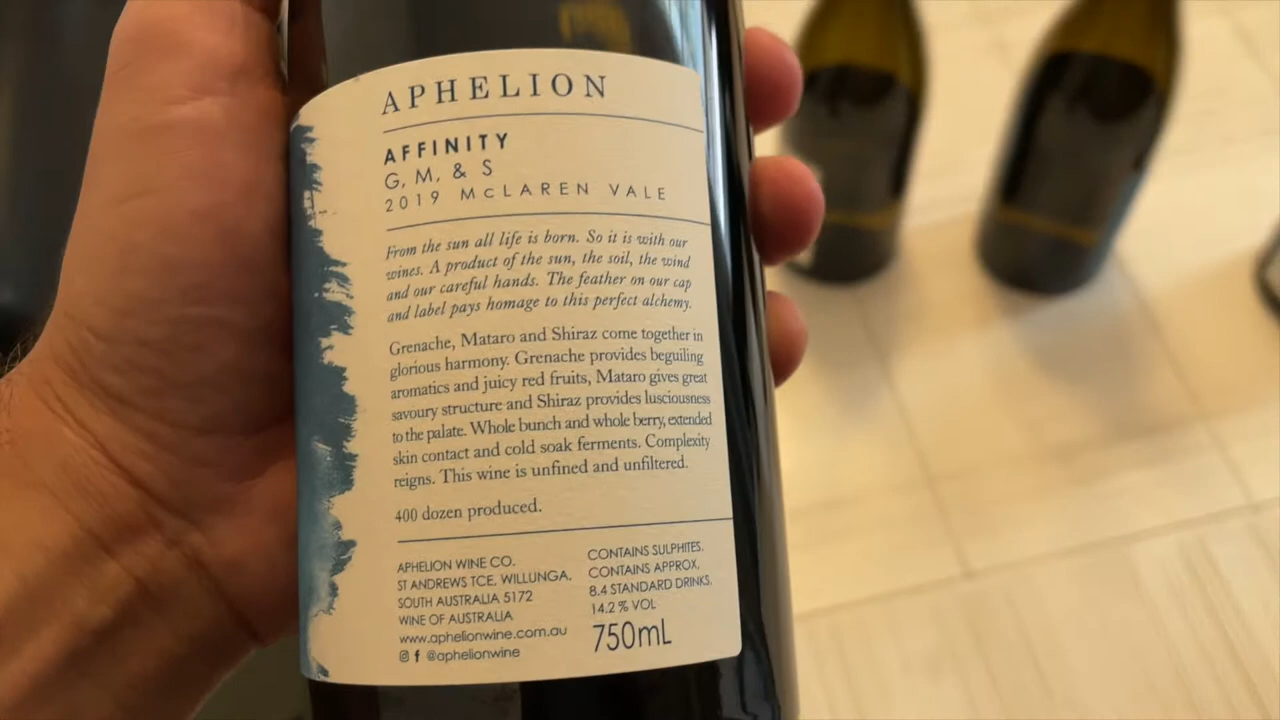 APHELION
AFFINITY
G, M, & S
2019 McLAREN VALE
From the sun all life is born. So it is with our
wines. A product of the sun, the soil, the wind
and our careful hands. The feather on our cap
and label pays homage to this perfect alchemy.
Grenache, Mataro and Shiraz come together in
glorious harmony. Grenache provides beguiling
aromatics and juicy red fruits, Mataro gives great
savoury structure and Shiraz provides lusciousness
to the palate. Whole bunch and whole berry, extended
skin contact and cold soak ferments. Complexity
reigns. This wine is unfined and unfiltered.
400 dozen produced.
APHELION WINE CO.
ST ANDREWS TCE, WILLUNGA,
SOUTH AUSTRALIA 5172
WINE OF AUSTRALIA
www.aphelionwine.com.au
@aphelionwine
CONTAINS SULPHITES.
CONTAINS APPROX.
8.4 STANDARD DRINKS.
14.2 % VOL
750mL